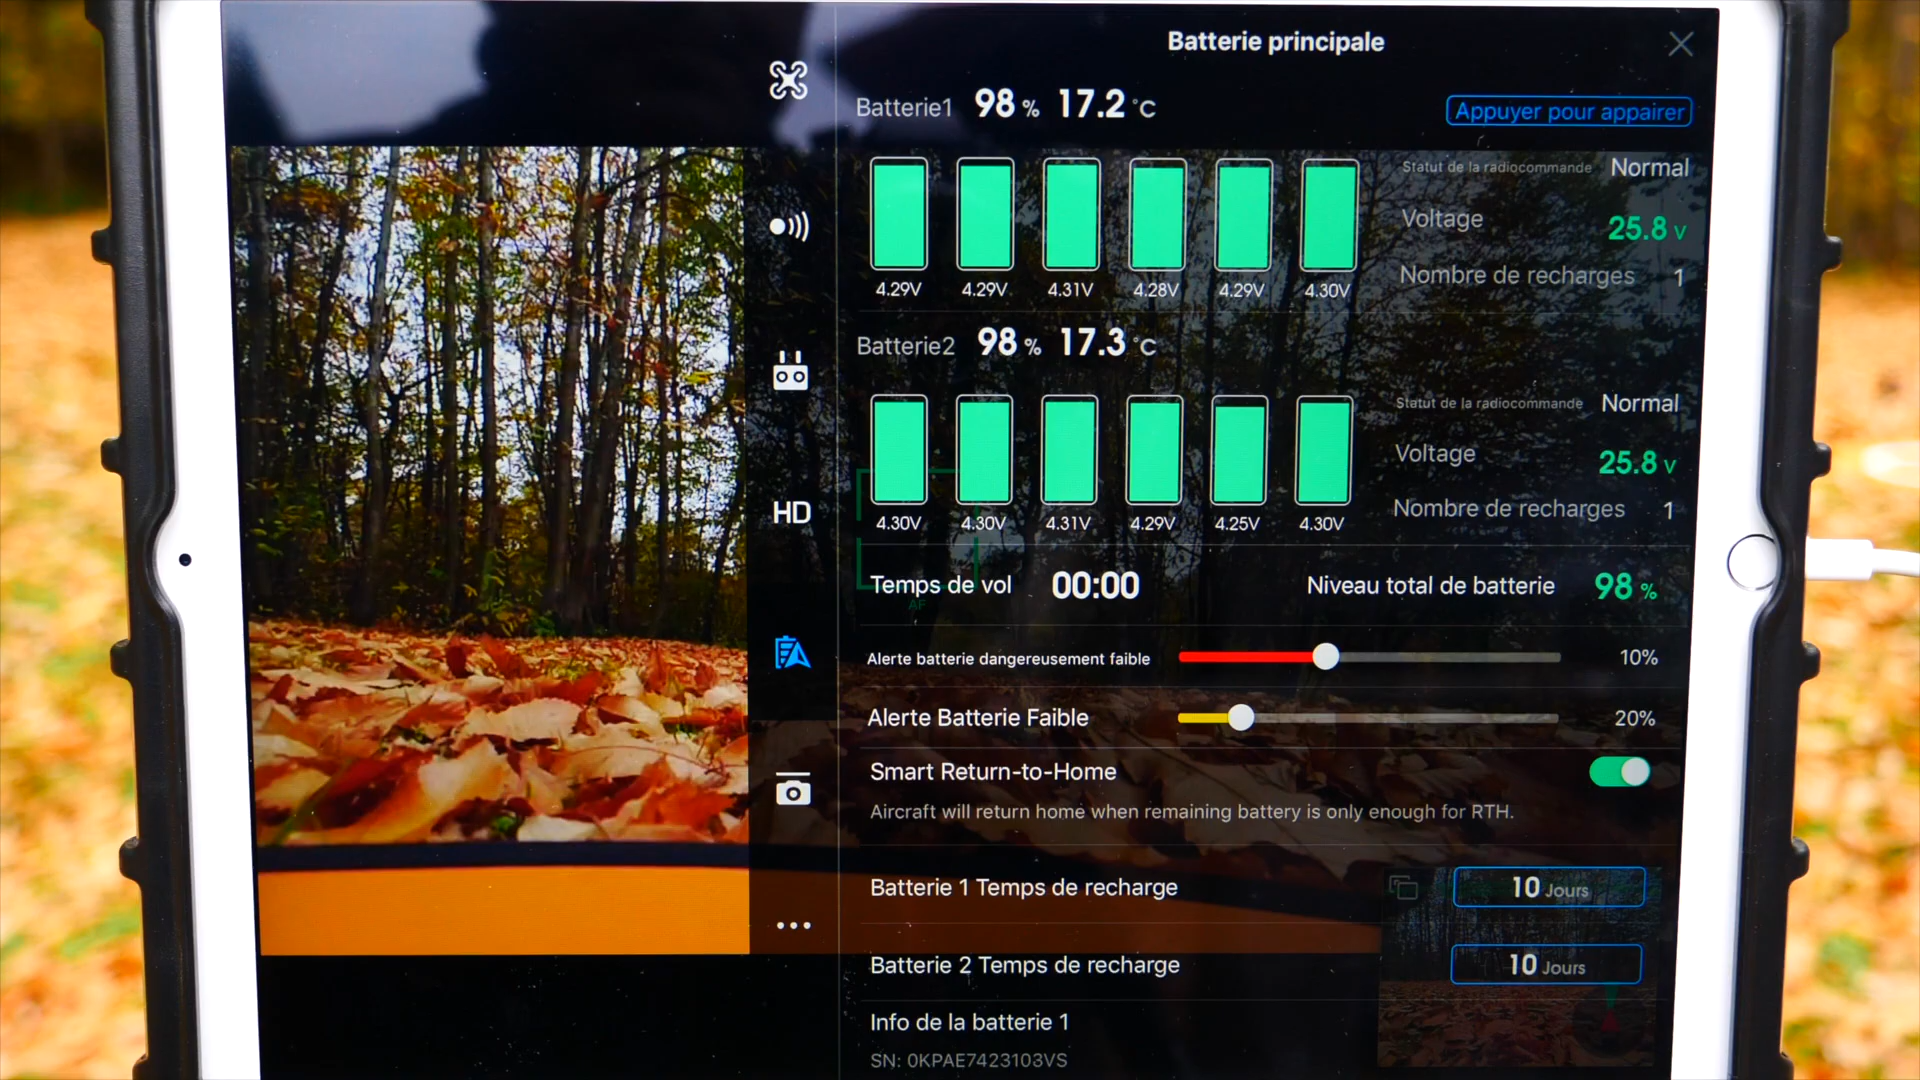 Batterie principale
Batterie1 98 % 17.2 °C
Appuyer pour appairer
Statut de la radiocommande Normal
Voltage 25.8 V
Nombre de recharges 1
4.29V 4.29V 4.31V 4.28V 4.29V 4.30V
Batterie2 98 % 17.3 °C
Statut de la radiocommande Normal
Voltage 25.8 V
Nombre de recharges 1
4.30V 4.30V 4.31V 4.29V 4.25V 4.30V
HD
Temps de vol 00:00 Niveau total de batterie 98 %
AF
Alerte batterie dangereusement faible 10%
Alerte Batterie Faible 20%
Smart Return-to-Home
Aircraft will return home when remaining battery is only enough for RTH.
Batterie 1 Temps de recharge 10 Jours
Batterie 2 Temps de recharge 10 Jours
Info de la batterie 1
SN: 0KPAE7423103VS